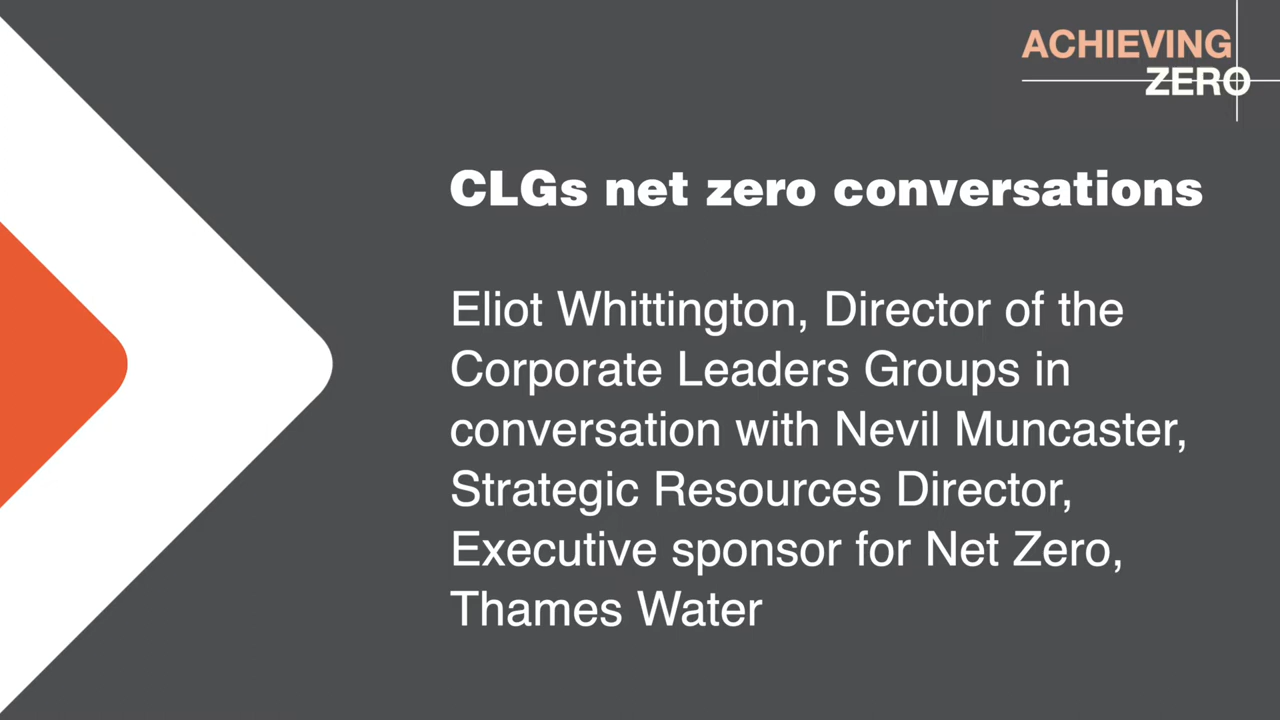 ACHIEVING
ZERO
CLGs net zero conversations
Eliot Whittington, Director of the
Corporate Leaders Groups in
conversation with Nevil Muncaster,
Strategic Resources Director,
Executive sponsor for Net Zero,
Thames Water